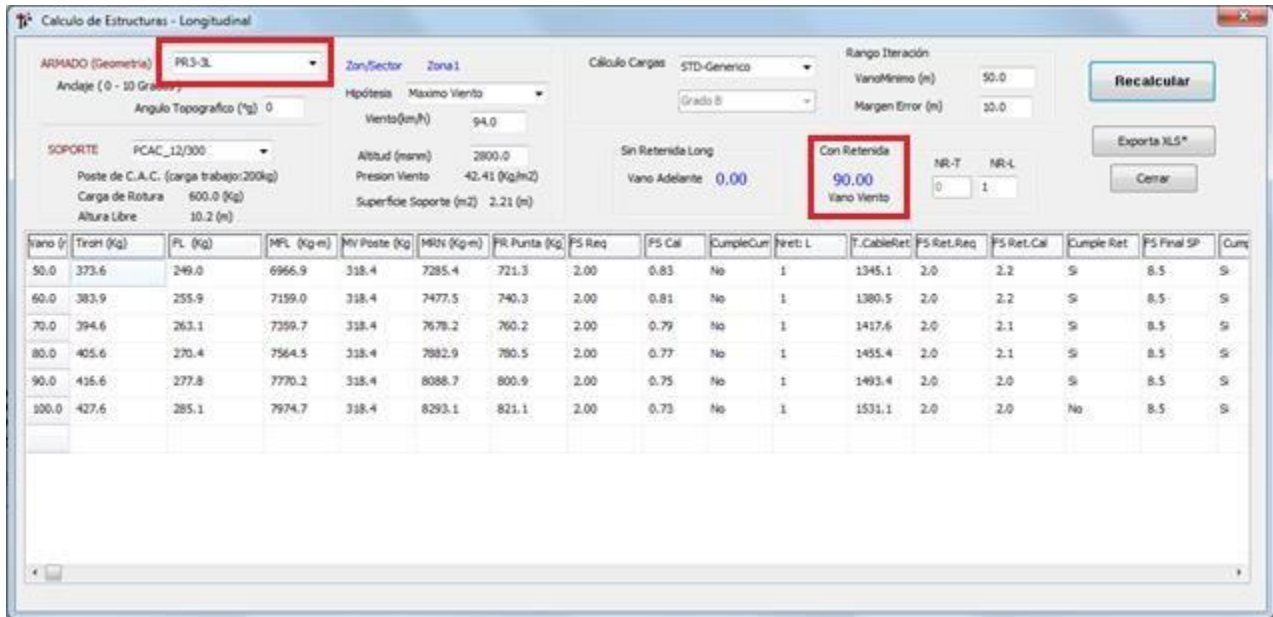 Calculo de Estructuras - Longitudinal
ARMADO (Geometria) PR3-3L
Anclaje ( 0 - 10 Grados )
Angulo Topografico (ºg) 0
SOPORTE PCAC_12/300
Poste de C.A.C. (carga trabajo:200kg)
Carga de Rotura 600.0 (Kg)
Altura Libre 10.2 (m)
Zon/Sector Zona1
Hipótesis Maximo Viento
Viento(km/h) 94.0
Altitud (msnm) 2800.0
Presion Viento 42.41 (Kg/m2)
Superficie Soporte (m2) 2.21 (m)
Cálculo Cargas STD-Generico
Grado B
Rango Iteración
VanoMinimo (m) 50.0
Margen Error (m) 10.0
Sin Retenida Long
Vano Adelante 0.00
Con Retenida
90.00
Vano Viento
NR-T NR-L
0 1
Recalcular
Exporta XLS*
Cerrar
Vano (r TiroH (Kg) FL (Kg) MFL (Kg-m) MV Poste (Kg MRN (Kg-m) FR Punta (Kg FS Req FS Cal CumpleCum Nret: L T.CableRet FS Ret.Req FS Ret.Cal Cumple Ret FS Final SP Cump
50.0 373.6 249.0 6966.9 318.4 7285.4 721.3 2.00 0.83 No 1 1345.1 2.0 2.2 Si 8.5 Si
60.0 383.9 255.9 7159.0 318.4 7477.5 740.3 2.00 0.81 No 1 1380.5 2.0 2.2 Si 8.5 Si
70.0 394.6 263.1 7359.7 318.4 7678.2 760.2 2.00 0.79 No 1 1417.6 2.0 2.1 Si 8.5 Si
80.0 405.6 270.4 7564.5 318.4 7882.9 780.5 2.00 0.77 No 1 1455.4 2.0 2.1 Si 8.5 Si
90.0 416.6 277.8 7770.2 318.4 8088.7 800.9 2.00 0.75 No 1 1493.4 2.0 2.0 Si 8.5 Si
100.0 427.6 285.1 7974.7 318.4 8293.1 821.1 2.00 0.73 No 1 1531.1 2.0 2.0 No 8.5 Si